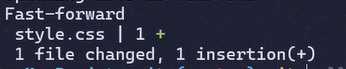 Fast-forward
style.css | 1 +
1 file changed, 1 insertion(+)